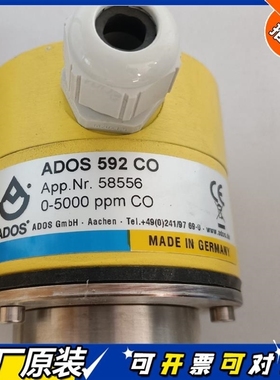 ADOS 592 CO
App.Nr. 58556
0-5000 ppm CO
ADOS®
ADOS GmbH - Aachen - Tel.+49(0)241/97 69-0
MADE IN GERMANY
原装
可开票可对